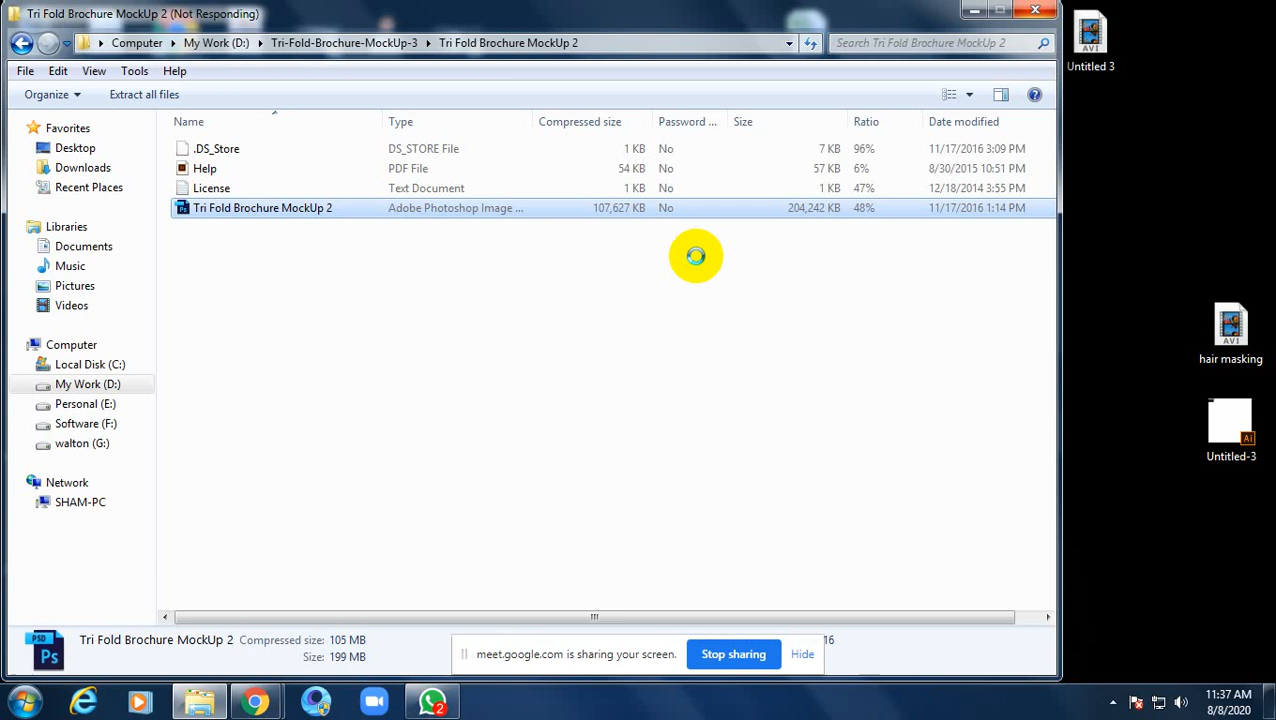 Tri Fold Brochure MockUp 2 (Not Responding)
Computer My Work (D:) Tri-Fold-Brochure-MockUp-3 Tri Fold Brochure MockUp 2 Search Tri Fold Brochure MockUp 2
File Edit View Tools Help
Organize Extract all files
Name Type Compressed size Password ... Size Ratio Date modified
.DS_Store DS_STORE File 1 KB No 7 KB 96% 11/17/2016 3:09 PM
Help PDF File 54 KB No 57 KB 6% 8/30/2015 10:51 PM
License Text Document 1 KB No 1 KB 47% 12/18/2014 3:55 PM
Tri Fold Brochure MockUp 2 Adobe Photoshop Image ... 107,627 KB No 204,242 KB 48% 11/17/2016 1:14 PM
Favorites
Desktop
Downloads
Recent Places
Libraries
Documents
Music
Pictures
Videos
Computer
Local Disk (C:)
My Work (D:)
Personal (E:)
Software (F:)
walton (G:)
Network
SHAM-PC
PSD
Ps
Tri Fold Brochure MockUp 2 Compressed size: 105 MB
Size: 199 MB
16
meet.google.com is sharing your screen. Stop sharing Hide
AVI
Untitled 3
AVI
hair masking
Ai
Untitled-3
2
11:37 AM
8/8/2020